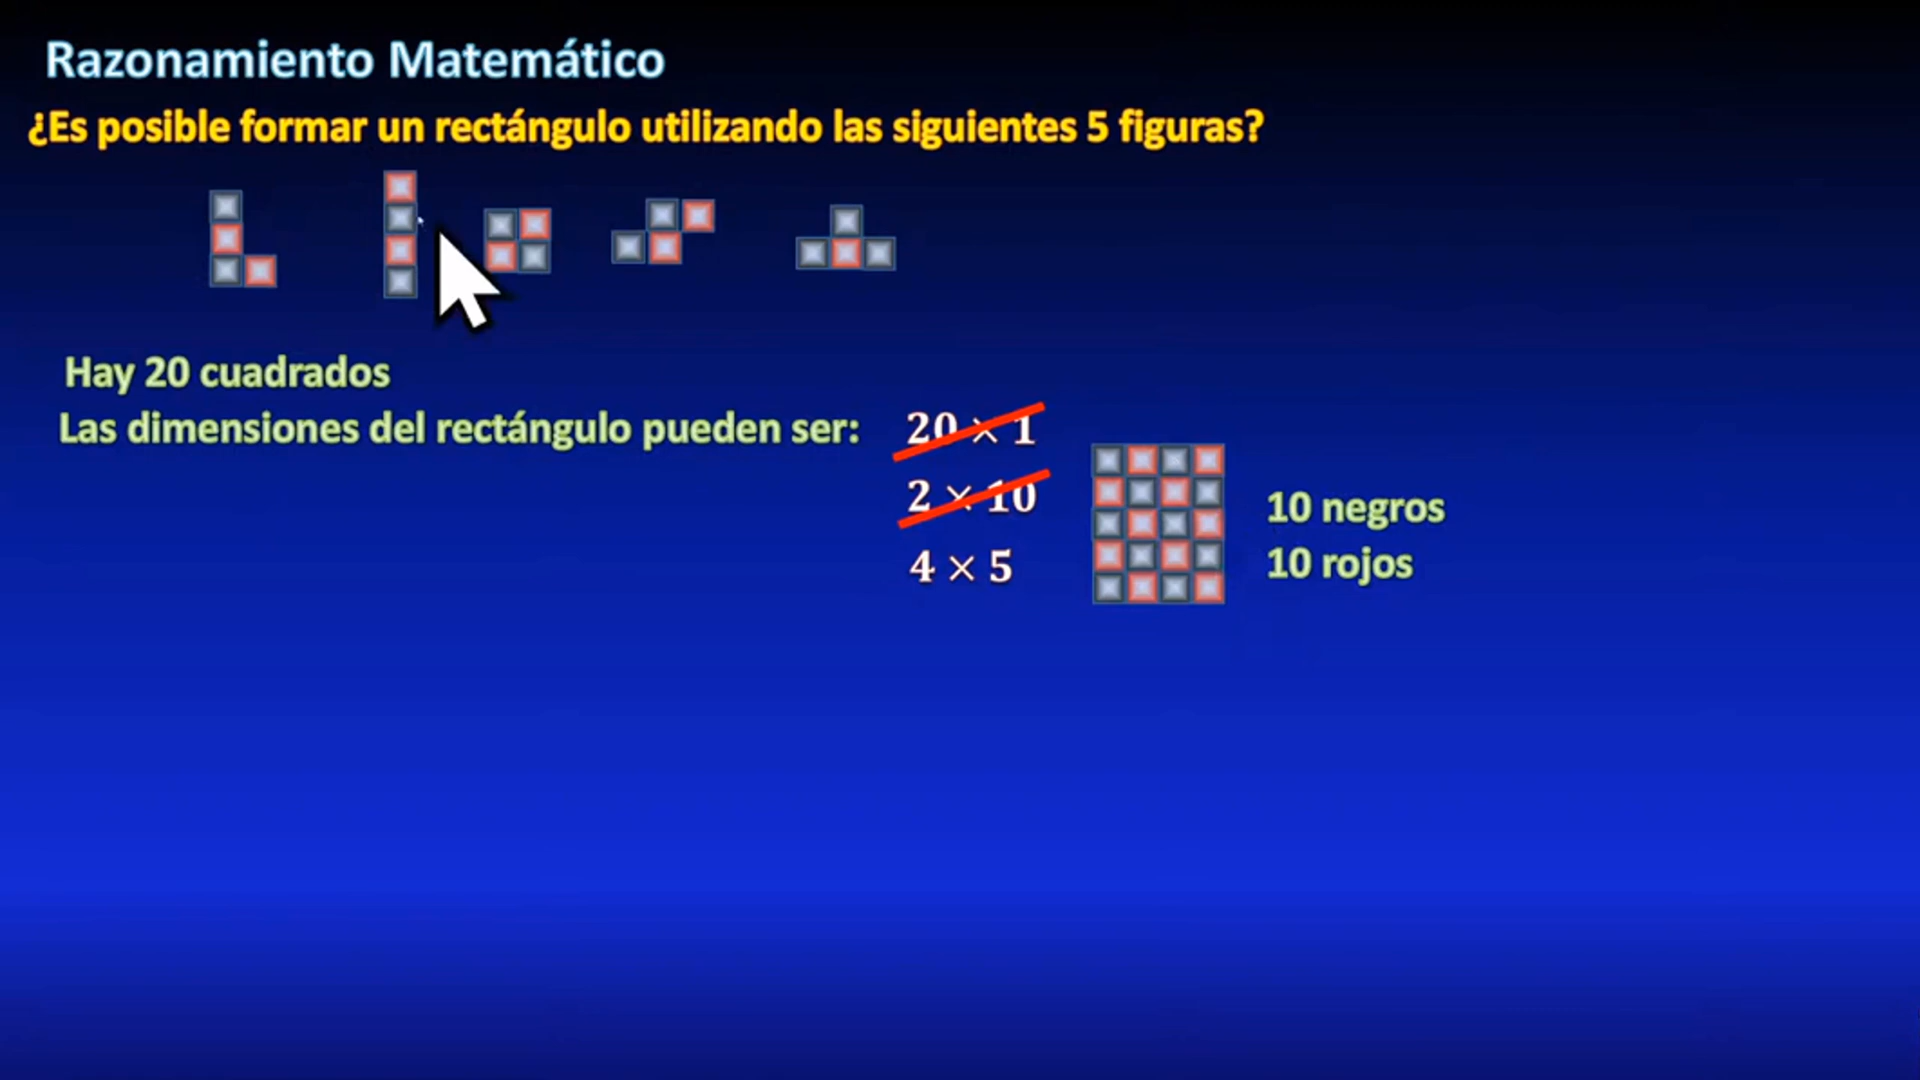 Razonamiento Matemático
¿Es posible formar un rectángulo utilizando las siguientes 5 figuras?
Hay 20 cuadrados
Las dimensiones del rectángulo pueden ser:
20 × 1
2 × 10
4 × 5
10 negros
10 rojos